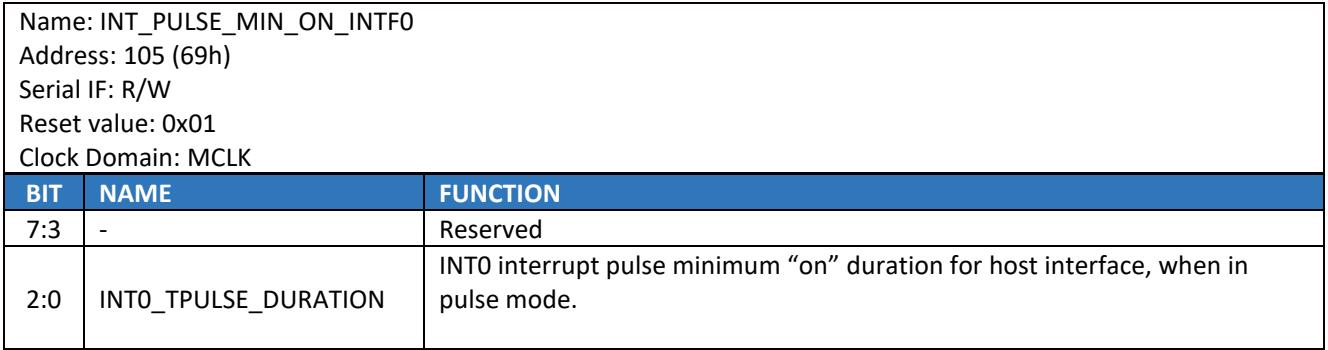 Name: INT_PULSE_MIN_ON_INTF0
Address: 105 (69h)
Serial IF: R/W
Reset value: 0x01
Clock Domain: MCLK
BIT NAME FUNCTION
7:3 - Reserved
2:0 INT0_TPULSE_DURATION INT0 interrupt pulse minimum “on” duration for host interface, when in
pulse mode.